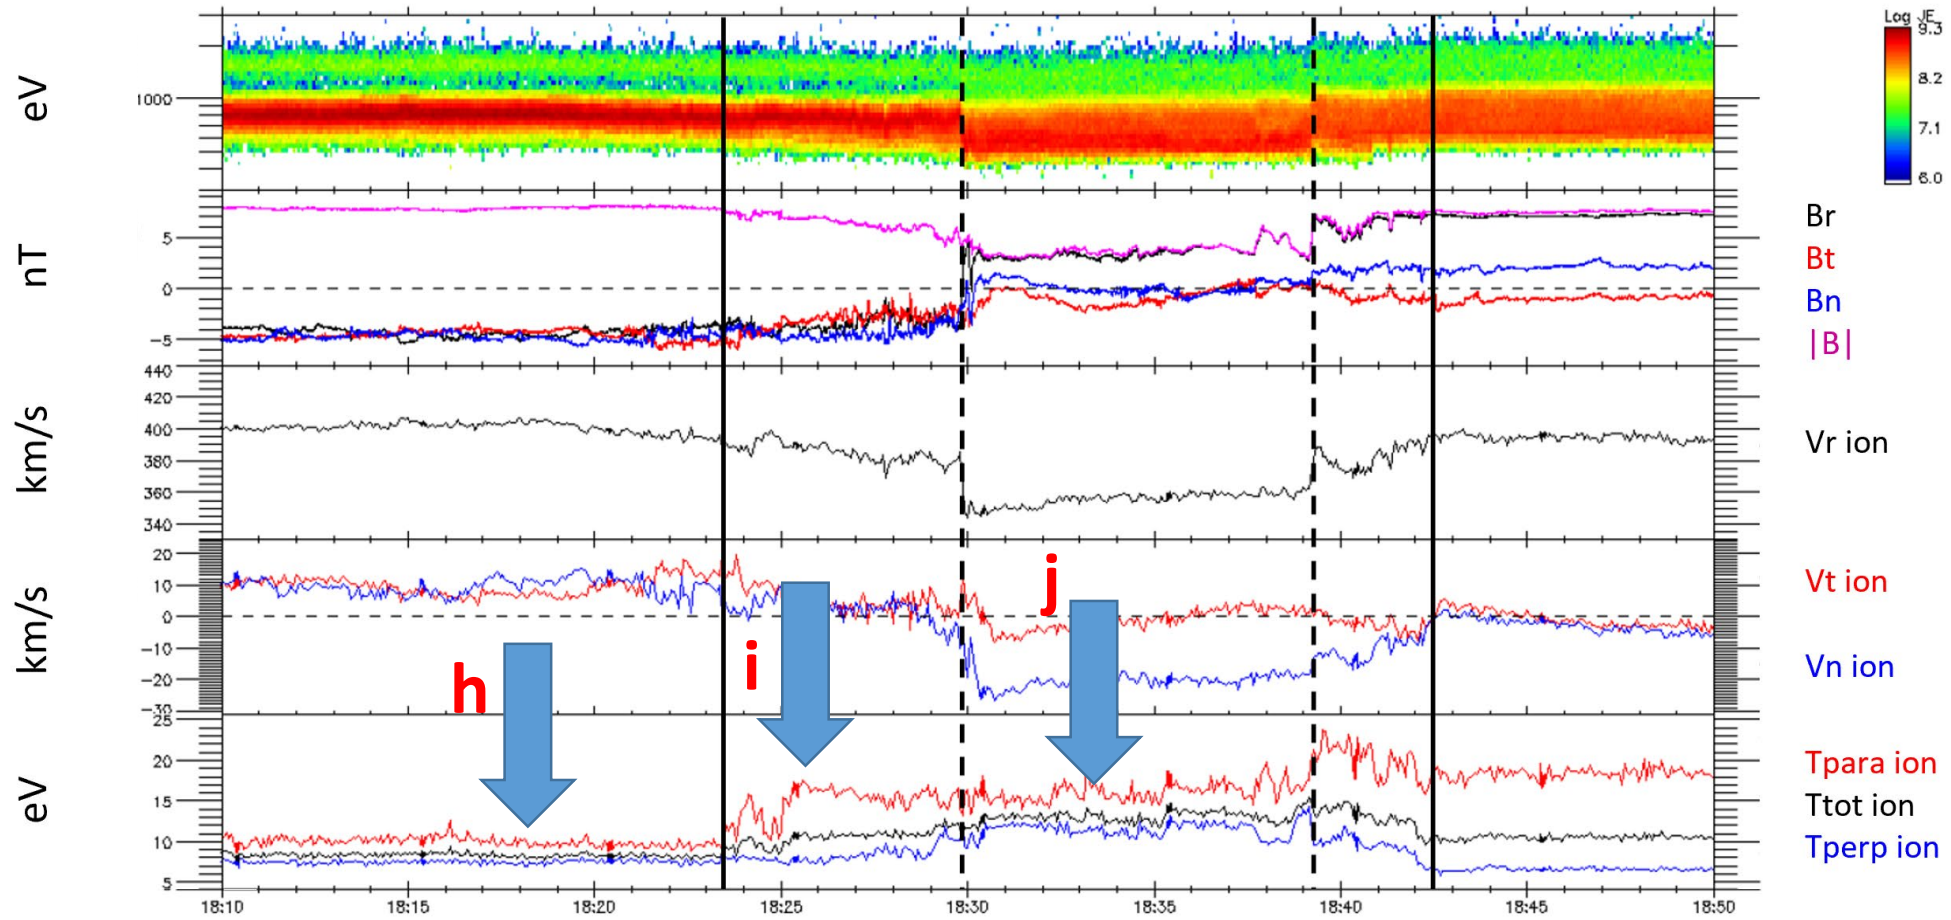 Log JE
9.3
8.2
7.1
6.0
eV
1000
nT
5
0
−5
Br
Bt
Bn
|B|
km/s
440
420
400
380
360
340
Vr ion
km/s
20
10
0
−10
−20
−30
Vt ion
Vn ion
h
i
j
eV
25
20
15
10
5
Tpara ion
Ttot ion
Tperp ion
18:10 18:15 18:20 18:25 18:30 18:35 18:40 18:45 18:50